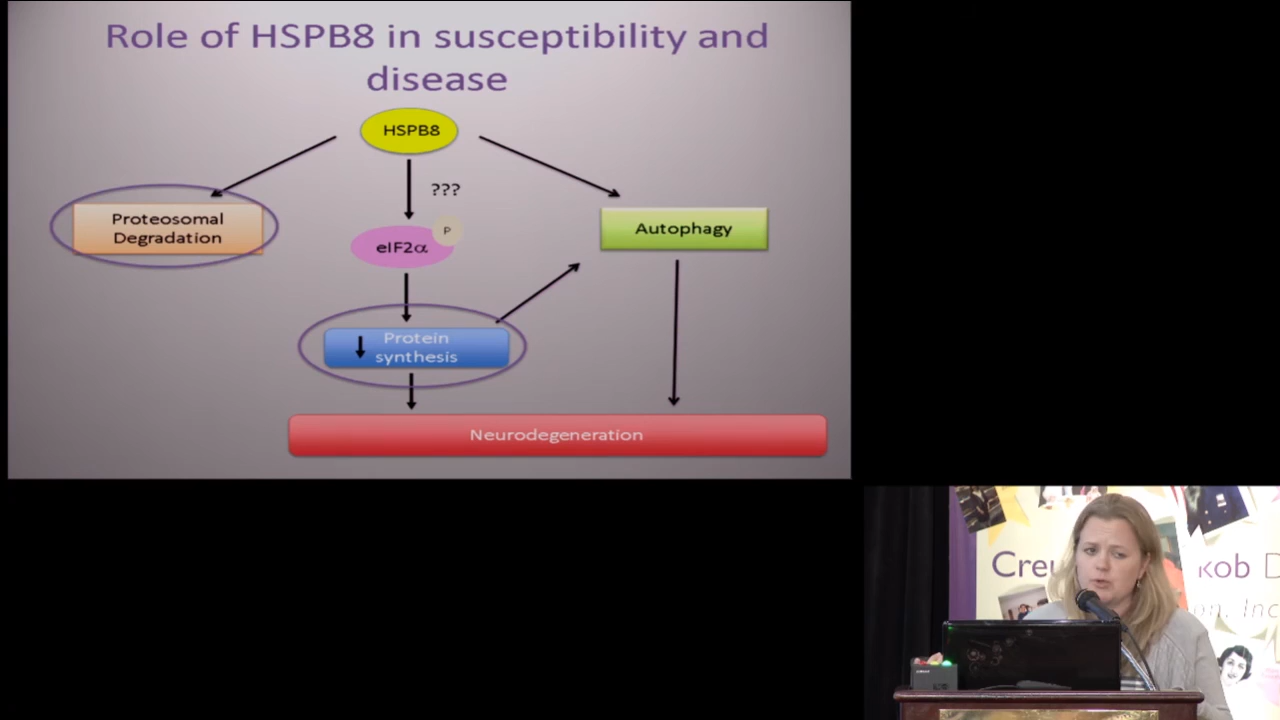 Role of HSPB8 in susceptibility and
disease
HSPB8
???
Proteosomal
Degradation
P
eIF2α
Autophagy
Protein
synthesis
Neurodegeneration
Creu
kob D
on, Inc